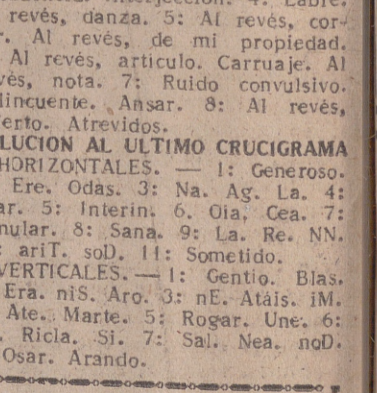 revés, danza. 5: Al revés, cor-
Al revés, de mi propiedad.
Al revés, artículo. Carruaje. Al
vés, nota. 7: Ruido convulsivo.
lincuente. Ansar. 8: Al revés,
erto. Atrevidos.
LUCION AL ULTIMO CRUCIGRAMA
HORIZONTALES. — 1: Generoso.
Ere. Odas. 3: Na. Ag. La. 4:
ar. 5: Interin. 6. Oia, Cea. 7:
nular. 8: Sana. 9: La. Re. NN.
: ariT. soD. 11: Sometido.
VERTICALES. — 1: Gentio. Blas.
Era. niS. Aro. 3: nE. Atáis. iM.
Ate. Marte. 5: Rogar. Une. 6:
. Ricla. Si. 7: Sal. Nea. noD.
Osar. Arando.